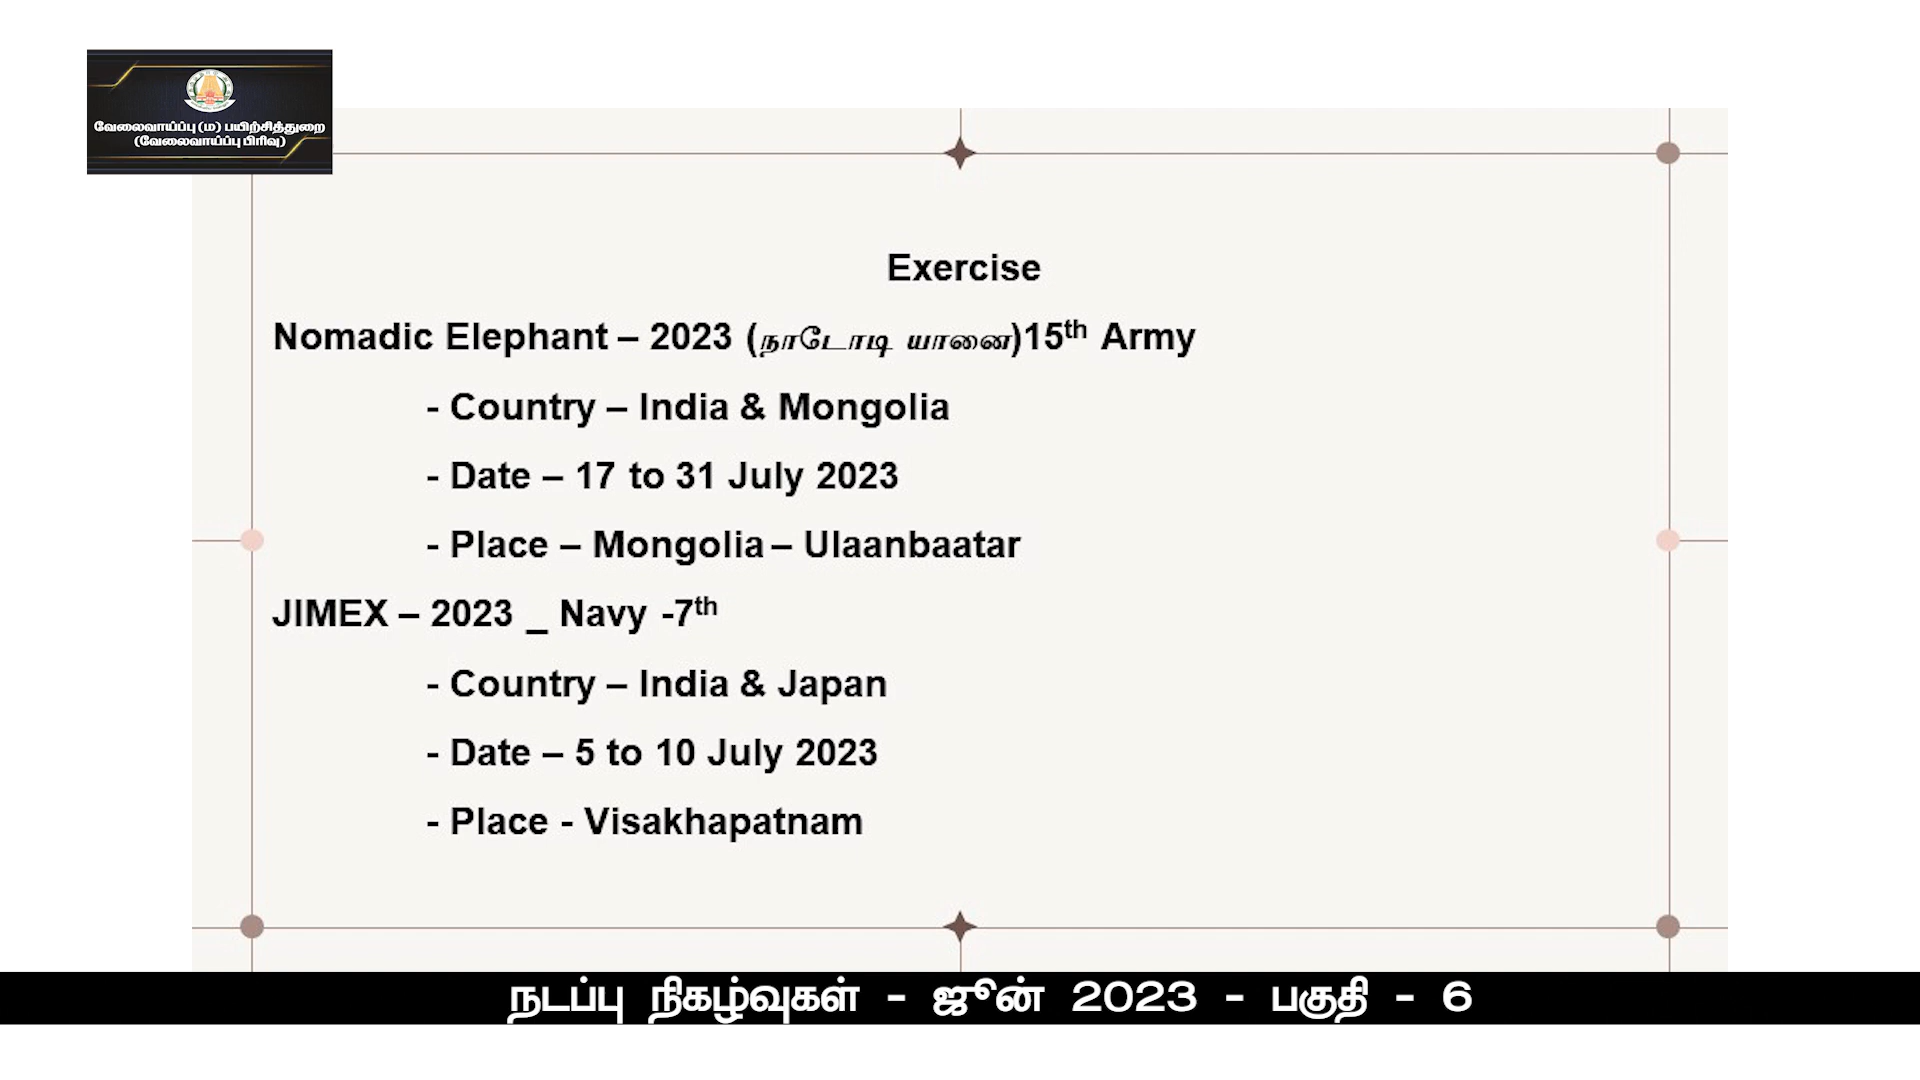 வேலைவாய்ப்பு (ம) பயிற்சித்துறை
(வேலைவாய்ப்பு பிரிவு)
Exercise
Nomadic Elephant – 2023 (நாடோடி யானை)15th Army
- Country – India & Mongolia
- Date – 17 to 31 July 2023
- Place – Mongolia – Ulaanbaatar
JIMEX – 2023 _ Navy -7th
- Country – India & Japan
- Date – 5 to 10 July 2023
- Place - Visakhapatnam
நடப்பு நிகழ்வுகள் - ஜூன் 2023 - பகுதி - 6